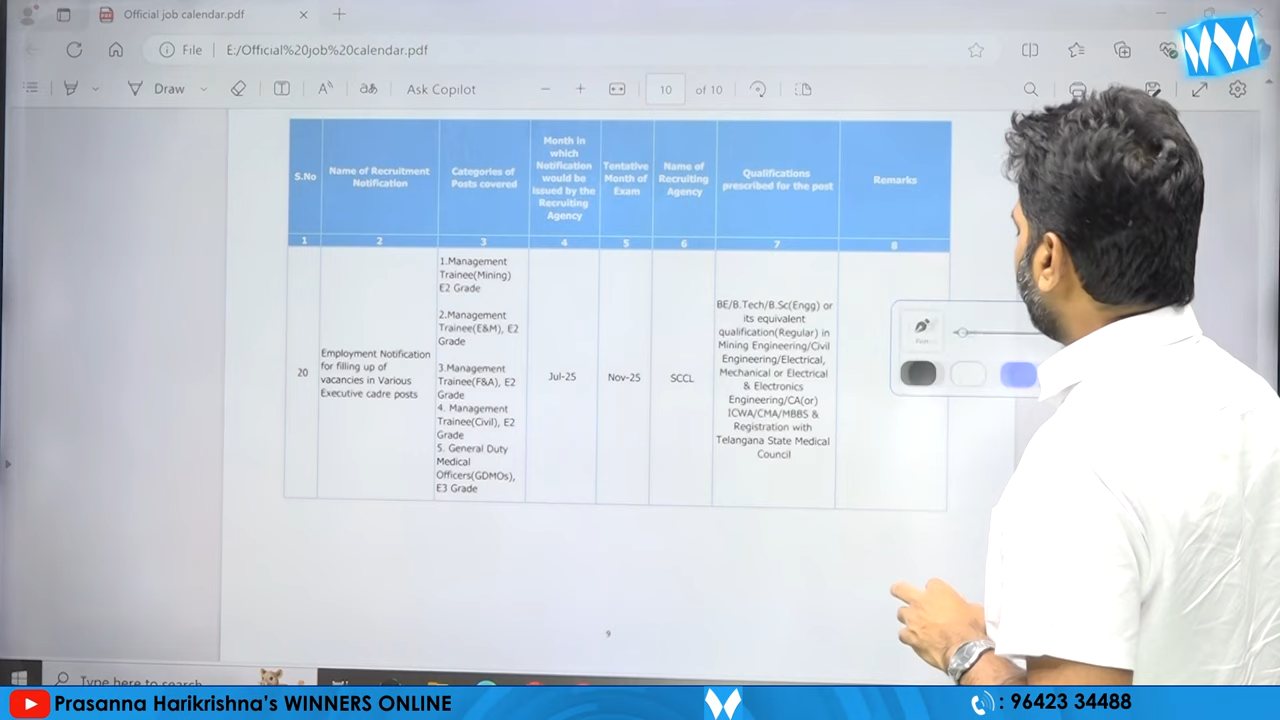 Official job calendar.pdf
File
E:/Official%20job%20calendar.pdf
Draw
Ask Copilot
10
of 10
S.No
Name of Recruitment
Notification
Categories of
Posts covered
Month in
which
Notification
would be
issued by the
Recruiting
Agency
Tentative
Month of
Exam
Name of
Recruiting
Agency
Qualifications
prescribed for the post
Remarks
1
2
3
4
5
6
7
8
20
Employment Notification
for filling up of
vacancies in Various
Executive cadre posts
1.Management
Trainee(Mining)
E2 Grade
2.Management
Trainee(E&M), E2
Grade
3.Management
Trainee(F&A), E2
Grade
4. Management
Trainee(Civil), E2
Grade
5. General Duty
Medical
Officers(GDMOs),
E3 Grade
Jul-25
Nov-25
SCCL
BE/B.Tech/B.Sc(Engg) or
its equivalent
qualification(Regular) in
Mining Engineering/Civil
Engineering/Electrical,
Mechanical or Electrical
& Electronics
Engineering/CA(or)
ICWA/CMA/MBBS &
Registration with
Telangana State Medical
Council
9
Type here to search
Prasanna Harikrishna's WINNERS ONLINE
: 96423 34488